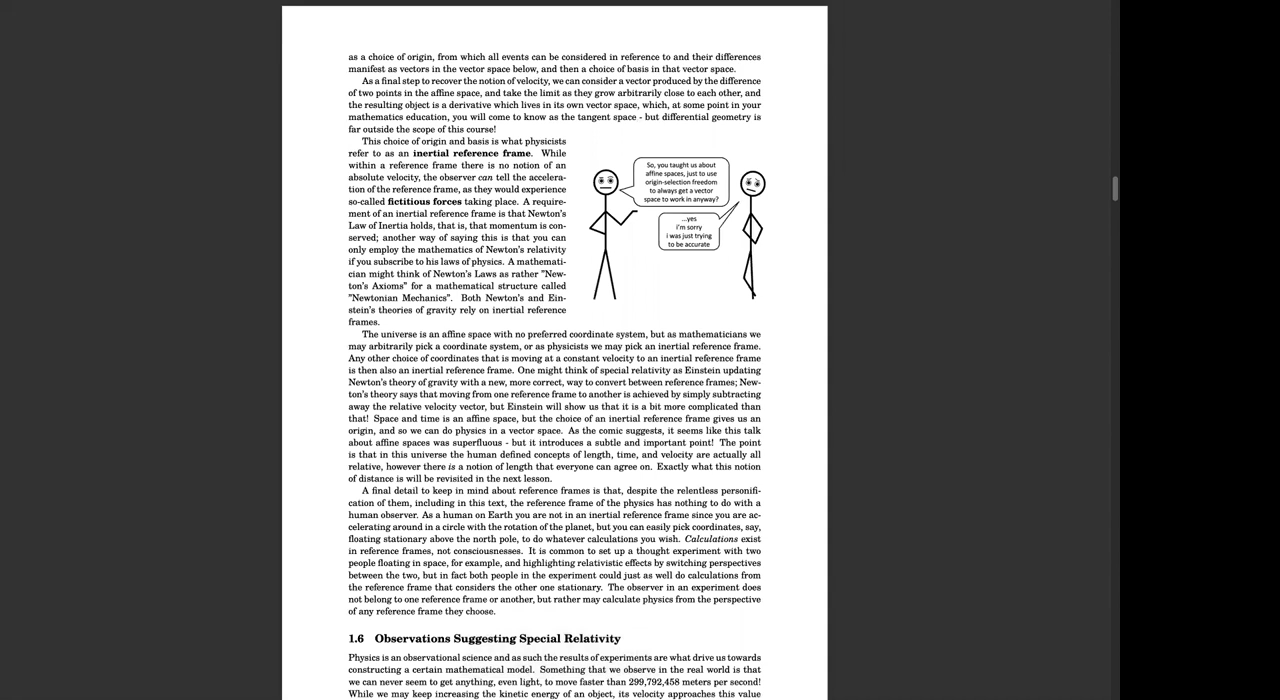 as a choice of origin, from which all events can be considered in reference to and their differences
manifest as vectors in the vector space below, and then a choice of basis in that vector space.
As a final step to recover the notion of velocity, we can consider a vector produced by the difference
of two points in the affine space, and take the limit as they grow arbitrarily close to each other, and
the resulting object is a derivative which lives in its own vector space, which, at some point in your
mathematics education, you will come to know as the tangent space - but differential geometry is
far outside the scope of this course!
This choice of origin and basis is what physicists
refer to as an inertial reference frame. While
within a reference frame there is no notion of an
absolute velocity, the observer can tell the accelera-
tion of the reference frame, as they would experience
so-called fictitious forces taking place. A require-
ment of an inertial reference frame is that Newton's
Law of Inertia holds, that is, that momentum is con-
served; another way of saying this is that you can
only employ the mathematics of Newton's relativity
if you subscribe to his laws of physics. A mathemati-
cian might think of Newton's Laws as rather "New-
ton's Axioms" for a mathematical structure called
"Newtonian Mechanics". Both Newton's and Ein-
stein's theories of gravity rely on inertial reference
frames.
So, you taught us about
affine spaces, just to use
origin-selection freedom
to always get a vector
space to work in anyway?
...yes
i'm sorry
i was just trying
to be accurate
The universe is an affine space with no preferred coordinate system, but as mathematicians we
may arbitrarily pick a coordinate system, or as physicists we may pick an inertial reference frame.
Any other choice of coordinates that is moving at a constant velocity to an inertial reference frame
is then also an inertial reference frame. One might think of special relativity as Einstein updating
Newton's theory of gravity with a new, more correct, way to convert between reference frames; New-
ton's theory says that moving from one reference frame to another is achieved by simply subtracting
away the relative velocity vector, but Einstein will show us that it is a bit more complicated than
that! Space and time is an affine space, but the choice of an inertial reference frame gives us an
origin, and so we can do physics in a vector space. As the comic suggests, it seems like this talk
about affine spaces was superfluous - but it introduces a subtle and important point! The point
is that in this universe the human defined concepts of length, time, and velocity are actually all
relative, however there is a notion of length that everyone can agree on. Exactly what this notion
of distance is will be revisited in the next lesson.
A final detail to keep in mind about reference frames is that, despite the relentless personifi-
cation of them, including in this text, the reference frame of the physics has nothing to do with a
human observer. As a human on Earth you are not in an inertial reference frame since you are ac-
celerating around in a circle with the rotation of the planet, but you can easily pick coordinates, say,
floating stationary above the north pole, to do whatever calculations you wish. Calculations exist
in reference frames, not consciousnesses. It is common to set up a thought experiment with two
people floating in space, for example, and highlighting relativistic effects by switching perspectives
between the two, but in fact both people in the experiment could just as well do calculations from
the reference frame that considers the other one stationary. The observer in an experiment does
not belong to one reference frame or another, but rather may calculate physics from the perspective
of any reference frame they choose.
1.6 Observations Suggesting Special Relativity
Physics is an observational science and as such the results of experiments are what drive us towards
constructing a certain mathematical model. Something that we observe in the real world is that
we can never seem to get anything, even light, to move faster than 299,792,458 meters per second!
While we may keep increasing the kinetic energy of an object, its velocity approaches this value